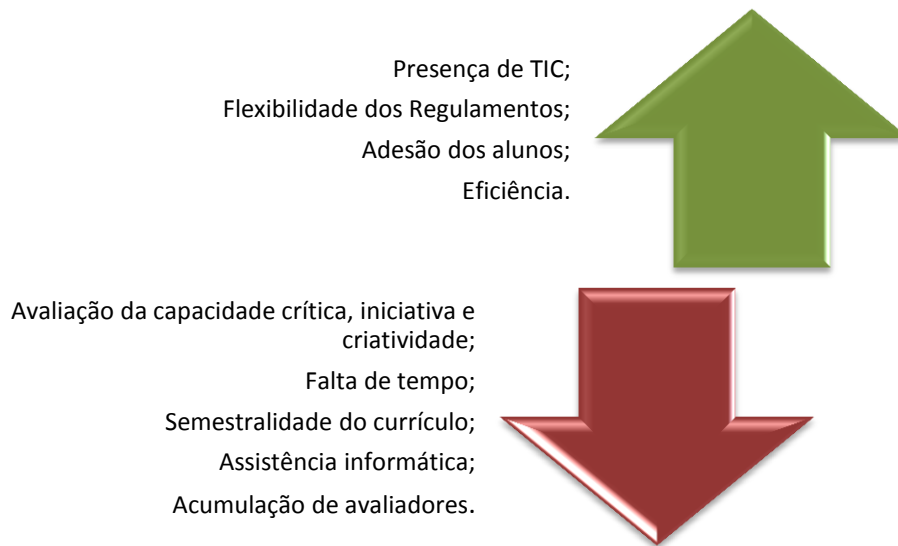 Presença de TIC;
Flexibilidade dos Regulamentos;
Adesão dos alunos;
Eficiência.
Avaliação da capacidade crítica, iniciativa e
criatividade;
Falta de tempo;
Semestralidade do currículo;
Assistência informática;
Acumulação de avaliadores.